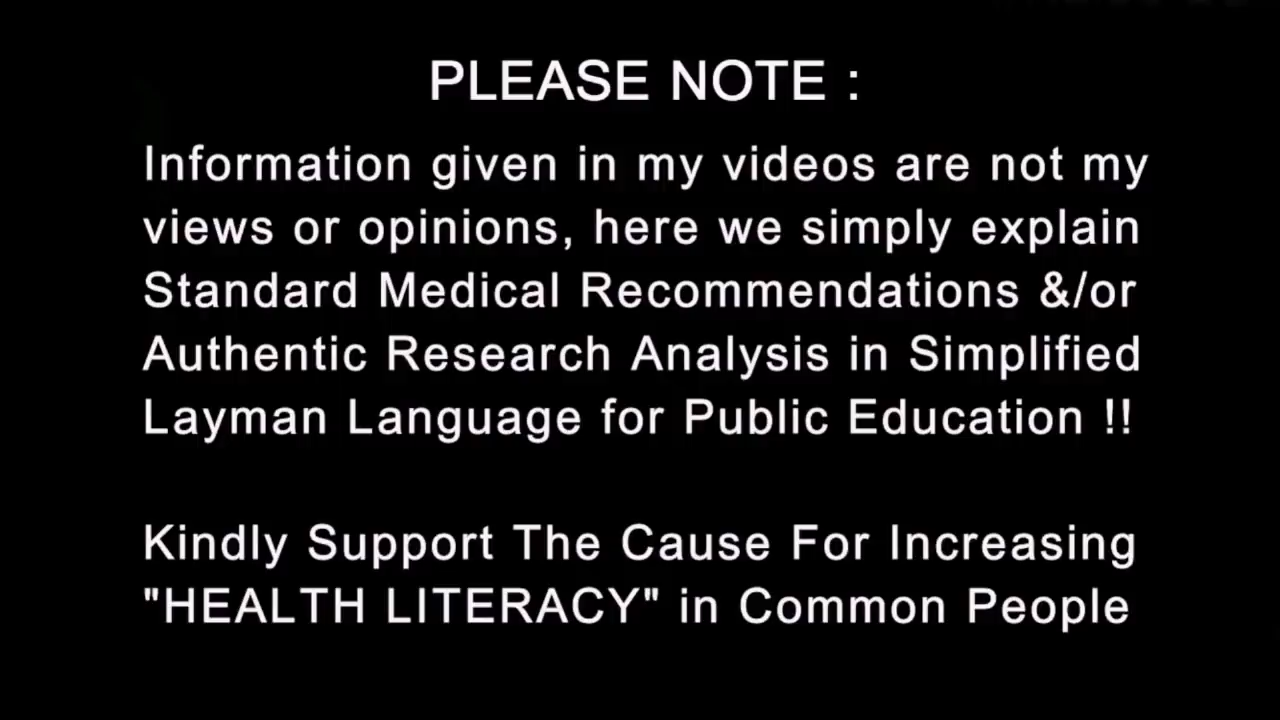 PLEASE NOTE :
Information given in my videos are not my
views or opinions, here we simply explain
Standard Medical Recommendations &/or
Authentic Research Analysis in Simplified
Layman Language for Public Education !!
Kindly Support The Cause For Increasing
"HEALTH LITERACY" in Common People